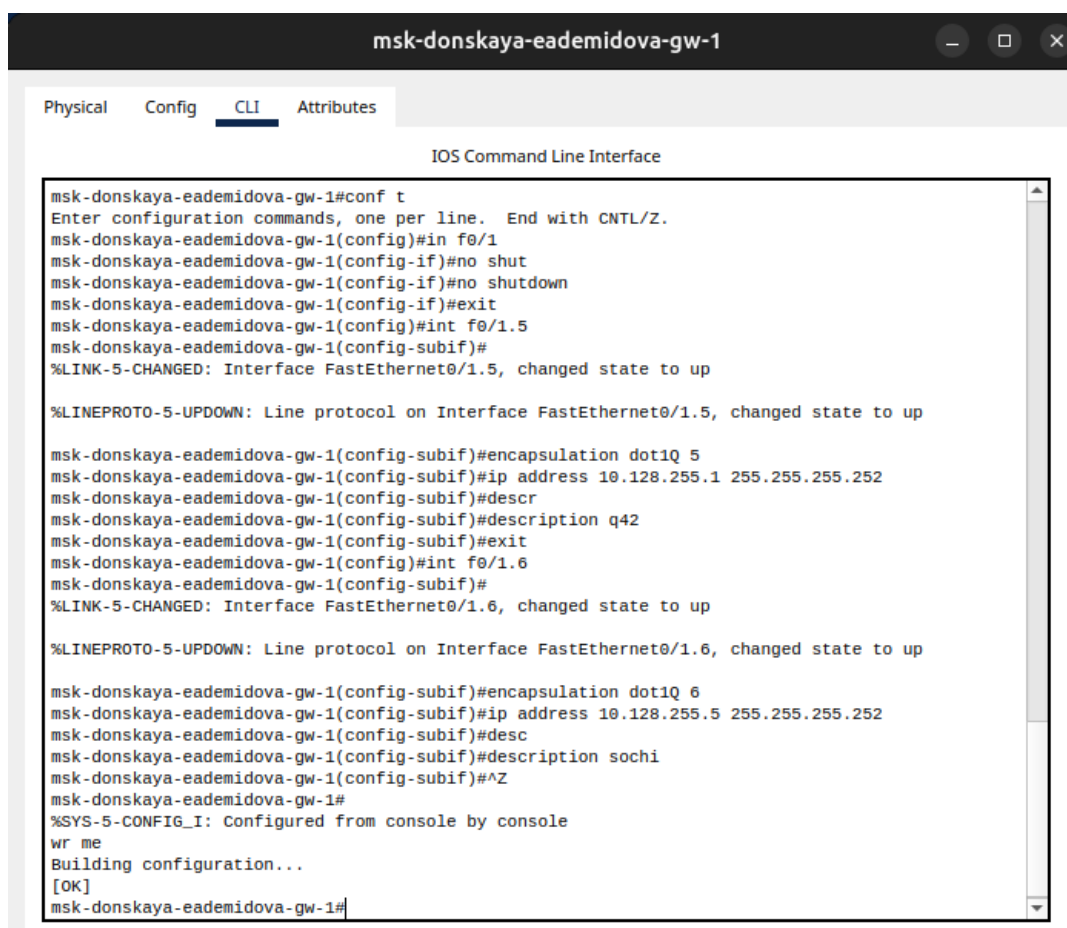 msk-donskaya-eademidova-gw-1
Physical Config CLI Attributes
IOS Command Line Interface
msk-donskaya-eademidova-gw-1#conf t
Enter configuration commands, one per line.  End with CNTL/Z.
msk-donskaya-eademidova-gw-1(config)#in f0/1
msk-donskaya-eademidova-gw-1(config-if)#no shut
msk-donskaya-eademidova-gw-1(config-if)#no shutdown
msk-donskaya-eademidova-gw-1(config-if)#exit
msk-donskaya-eademidova-gw-1(config)#int f0/1.5
msk-donskaya-eademidova-gw-1(config-subif)#
%LINK-5-CHANGED: Interface FastEthernet0/1.5, changed state to up
%LINEPROTO-5-UPDOWN: Line protocol on Interface FastEthernet0/1.5, changed state to up
msk-donskaya-eademidova-gw-1(config-subif)#encapsulation dot1Q 5
msk-donskaya-eademidova-gw-1(config-subif)#ip address 10.128.255.1 255.255.255.252
msk-donskaya-eademidova-gw-1(config-subif)#descr
msk-donskaya-eademidova-gw-1(config-subif)#description q42
msk-donskaya-eademidova-gw-1(config-subif)#exit
msk-donskaya-eademidova-gw-1(config)#int f0/1.6
msk-donskaya-eademidova-gw-1(config-subif)#
%LINK-5-CHANGED: Interface FastEthernet0/1.6, changed state to up
%LINEPROTO-5-UPDOWN: Line protocol on Interface FastEthernet0/1.6, changed state to up
msk-donskaya-eademidova-gw-1(config-subif)#encapsulation dot1Q 6
msk-donskaya-eademidova-gw-1(config-subif)#ip address 10.128.255.5 255.255.255.252
msk-donskaya-eademidova-gw-1(config-subif)#desc
msk-donskaya-eademidova-gw-1(config-subif)#description sochi
msk-donskaya-eademidova-gw-1(config-subif)#^Z
msk-donskaya-eademidova-gw-1#
%SYS-5-CONFIG_I: Configured from console by console
wr me
Building configuration...
[OK]
msk-donskaya-eademidova-gw-1#